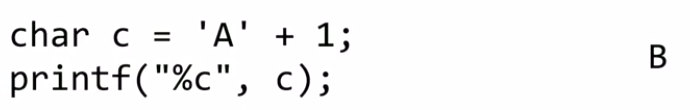 char c = 'A' + 1;
printf("%c", c);
B